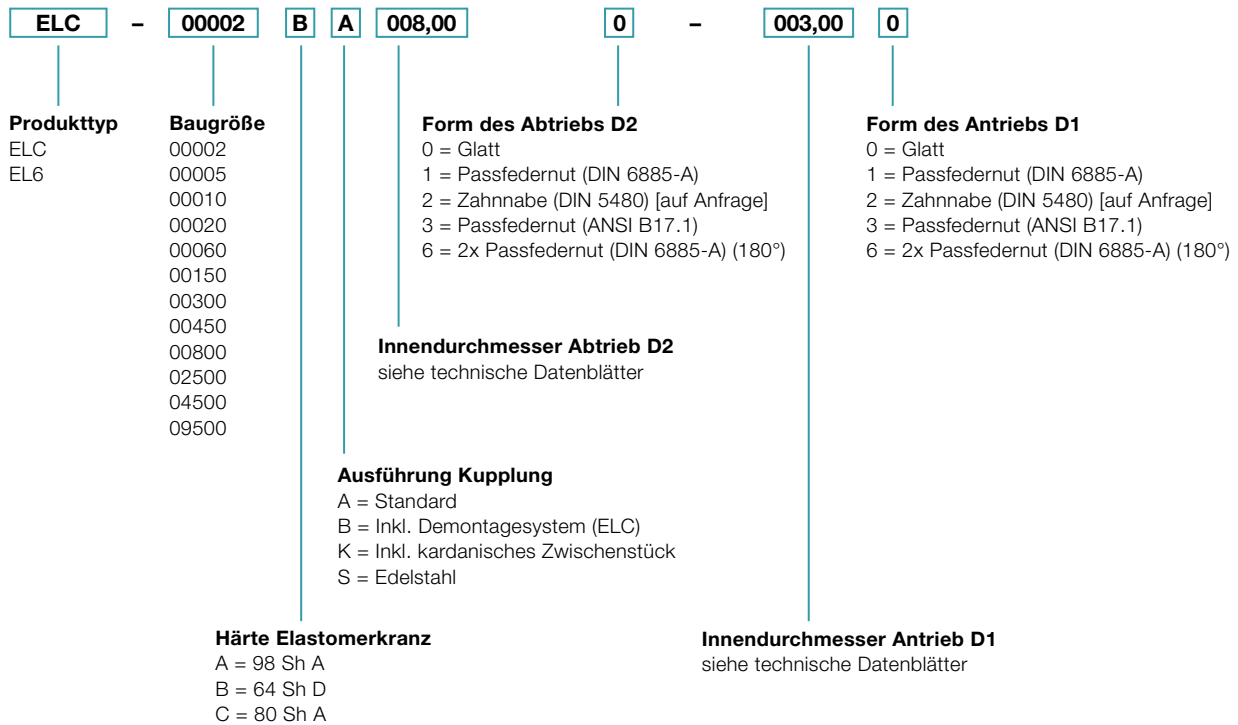 ELC – 00002 B A 008,00 0 – 003,00 0
Produkttyp
ELC
EL6
Baugröße
00002
00005
00010
00020
00060
00150
00300
00450
00800
02500
04500
09500
Form des Abtriebs D2
0 = Glatt
1 = Passfedernut (DIN 6885-A)
2 = Zahnnabe (DIN 5480) [auf Anfrage]
3 = Passfedernut (ANSI B17.1)
6 = 2x Passfedernut (DIN 6885-A) (180°)
Form des Antriebs D1
0 = Glatt
1 = Passfedernut (DIN 6885-A)
2 = Zahnnabe (DIN 5480) [auf Anfrage]
3 = Passfedernut (ANSI B17.1)
6 = 2x Passfedernut (DIN 6885-A) (180°)
Innendurchmesser Abtrieb D2
siehe technische Datenblätter
Ausführung Kupplung
A = Standard
B = Inkl. Demontagesystem (ELC)
K = Inkl. kardanisches Zwischenstück
S = Edelstahl
Härte Elastomerkranz
A = 98 Sh A
B = 64 Sh D
C = 80 Sh A
Innendurchmesser Antrieb D1
siehe technische Datenblätter